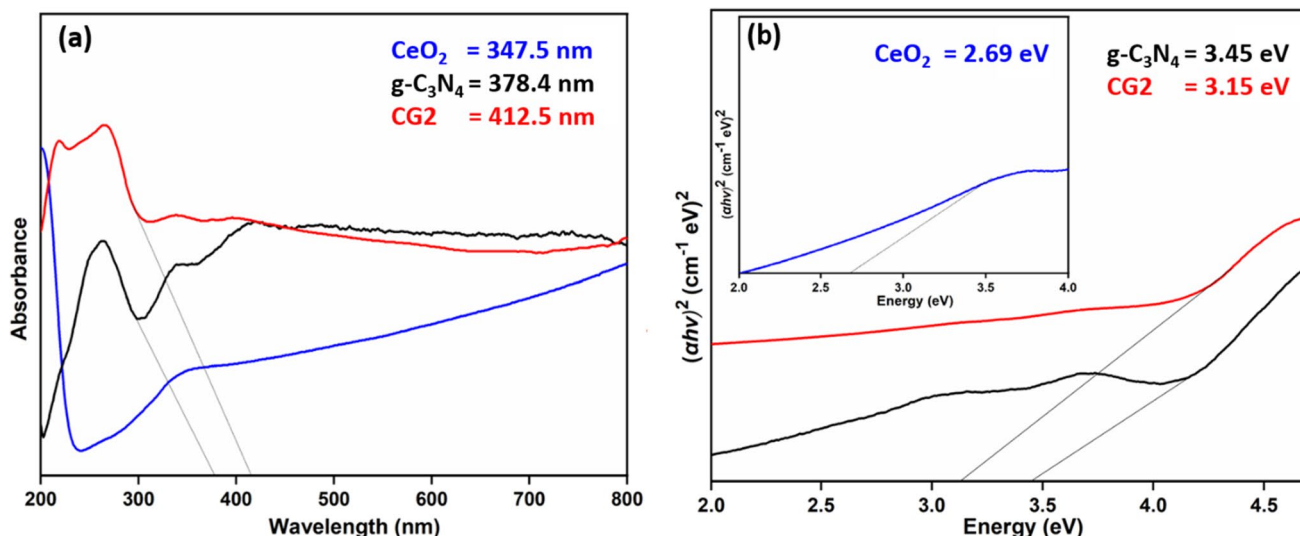 (a)
CeO₂ = 347.5 nm
g-C₃N₄ = 378.4 nm
CG2 = 412.5 nm
Absorbance
200 300 400 500 600 700 800
Wavelength (nm)
(b)
CeO₂ = 2.69 eV
g-C₃N₄ = 3.45 eV
CG2 = 3.15 eV
(αhν)² (cm⁻¹ eV)²
2.0 2.5 3.0 3.5 4.0
Energy (eV)
(αhν)² (cm⁻¹ eV)²
2.0 2.5 3.0 3.5 4.0 4.5
Energy (eV)